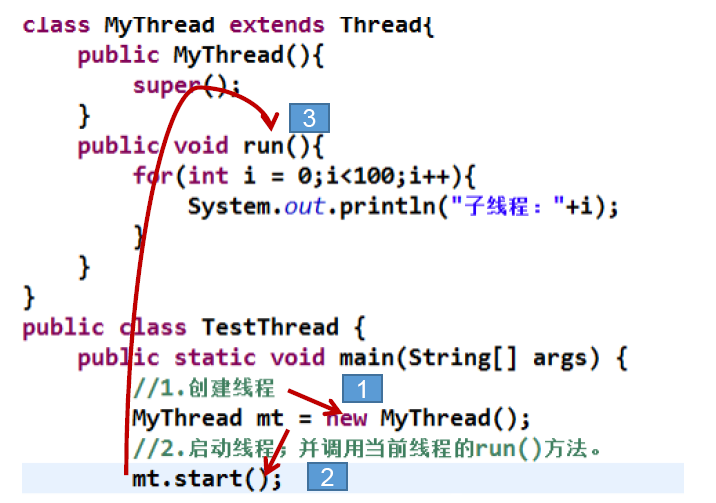 class MyThread extends Thread{
public MyThread(){
super();
}
3
public void run(){
for(int i = 0;i<100;i++){
System.out.println("子线程："+i);
}
}
}
public class TestThread {
public static void main(String[] args) {
//1.创建线程
1
MyThread mt = new MyThread();
//2.启动线程；并调用当前线程的run()方法。
mt.start();
2